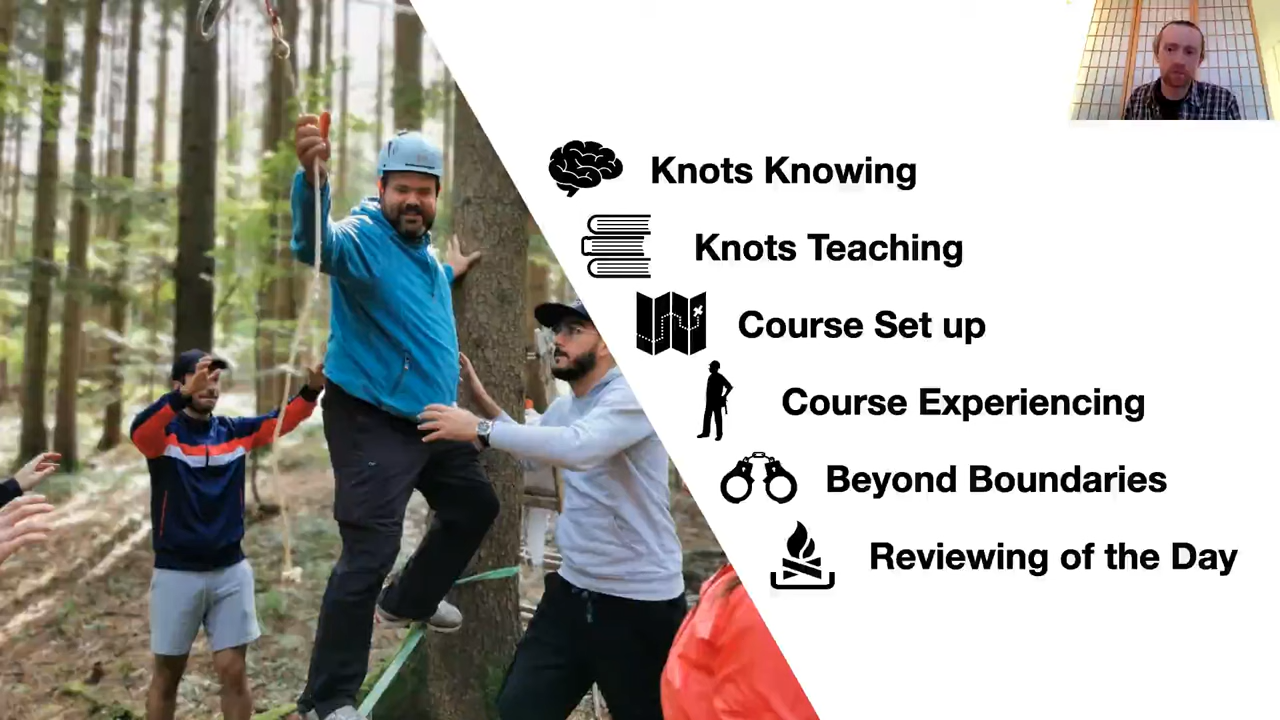 Knots Knowing
Knots Teaching
Course Set up
Course Experiencing
Beyond Boundaries
Reviewing of the Day